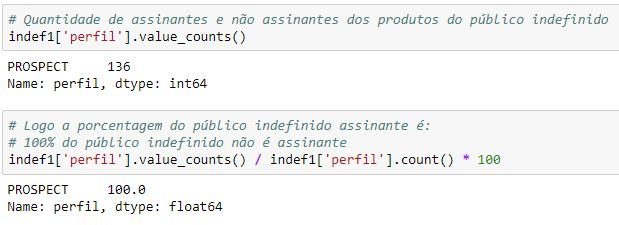 # Quantidade de assinantes e não assinantes dos produtos do público indefinido
indef1['perfil'].value_counts()
PROSPECT    136
Name: perfil, dtype: int64
# Logo a porcentagem do público indefinido assinante é:
# 100% do público indefinido não é assinante
indef1['perfil'].value_counts() / indef1['perfil'].count() * 100
PROSPECT    100.0
Name: perfil, dtype: float64